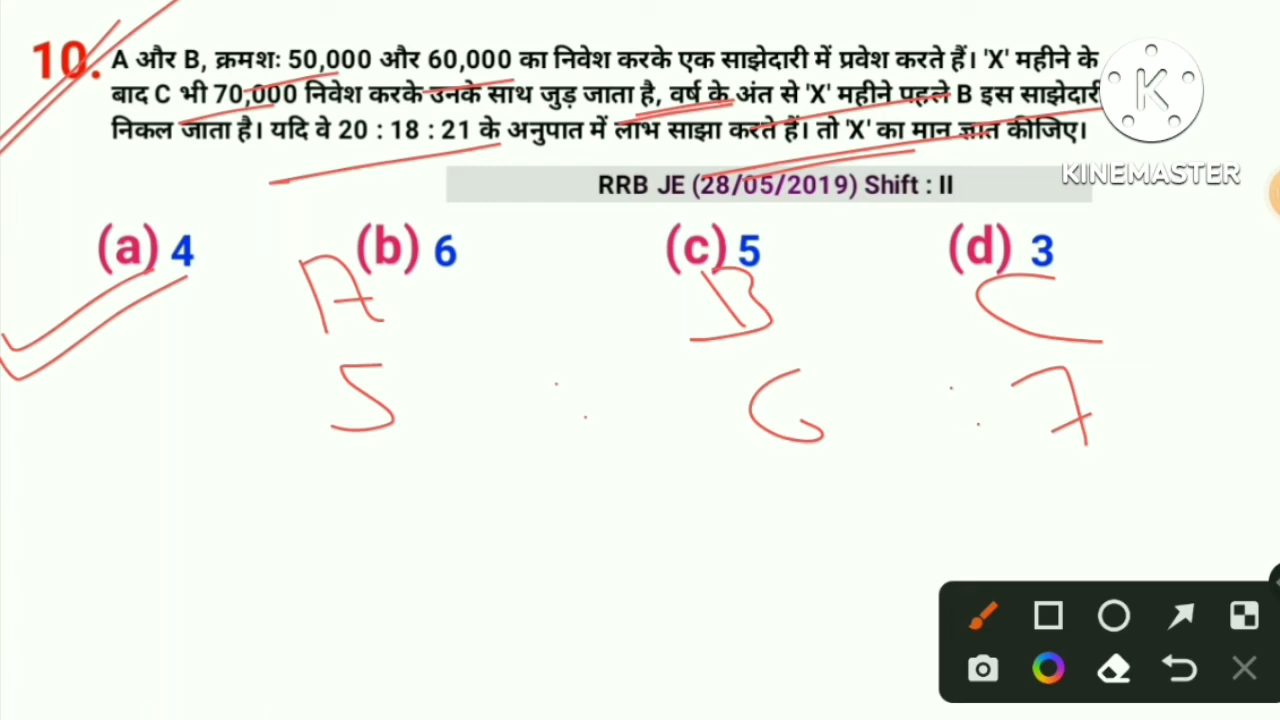 10. A और B, क्रमशः 50,000 और 60,000 का निवेश करके एक साझेदारी में प्रवेश करते हैं। 'X' महीने के
बाद C भी 70,000 निवेश करके उनके साथ जुड़ जाता है, वर्ष के अंत से 'X' महीने पहले B इस साझेदारी
निकल जाता है। यदि वे 20 : 18 : 21 के अनुपात में लाभ साझा करते हैं। तो 'X' का मान ज्ञात कीजिए।
KINEMASTER
RRB JE (28/05/2019) Shift : II
(a) 4 (b) 6 (c) 5 (d) 3
A B C
5 : 6 : 7